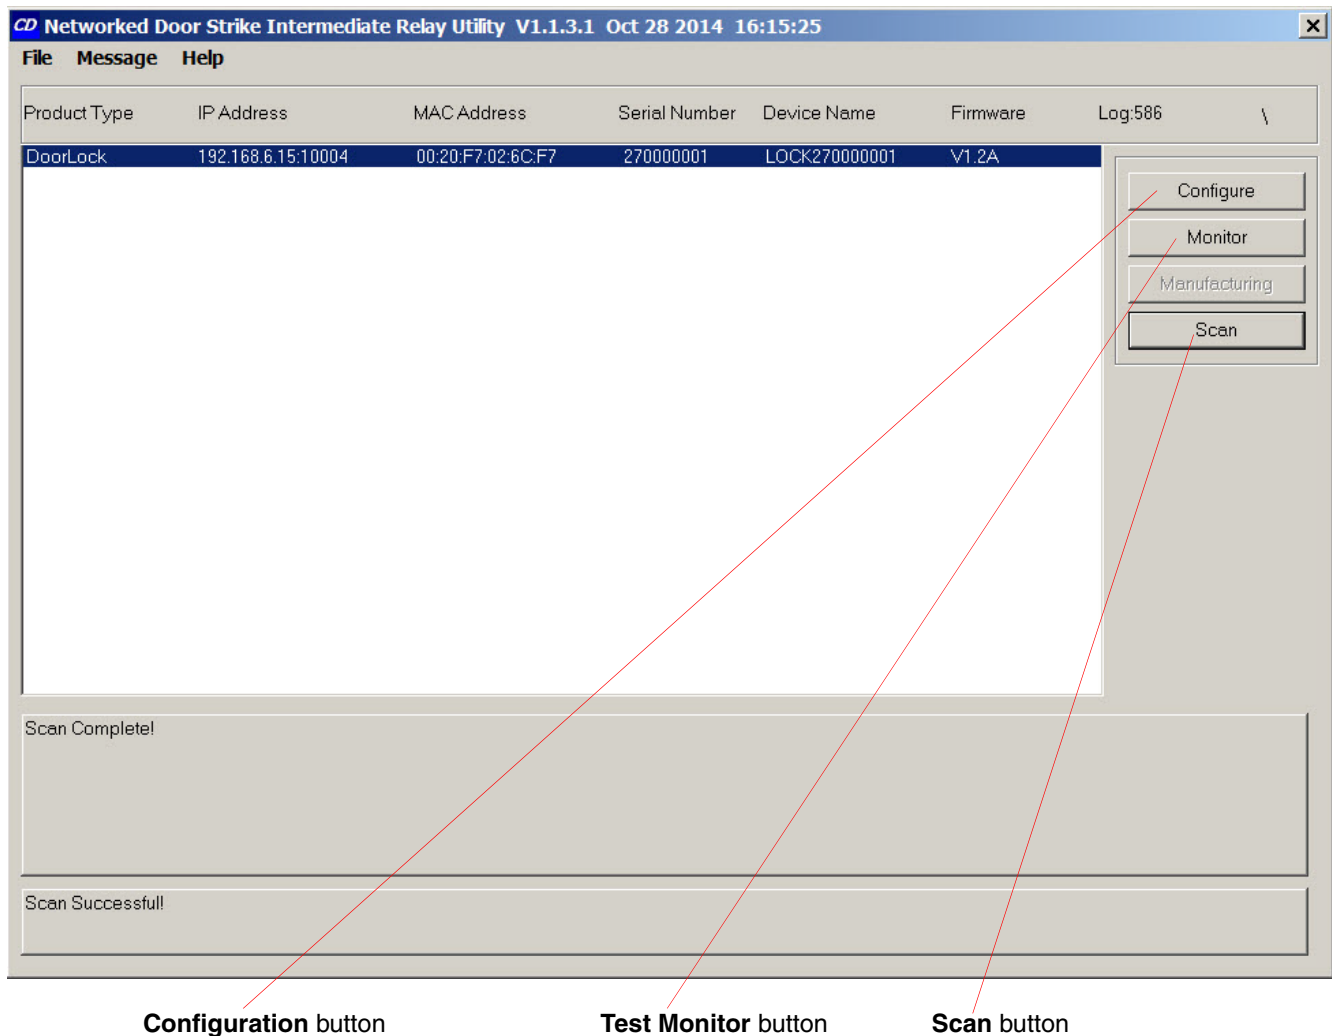 CD Networked Door Strike Intermediate Relay Utility V1.1.3.1 Oct 28 2014 16:15:25
File Message Help
Product Type IP Address MAC Address Serial Number Device Name Firmware Log:586 \
DoorLock 192.168.6.15:10004 00:20:F7:02:6C:F7 270000001 LOCK270000001 V1.2A
Configure
Monitor
Manufacturing
Scan
Scan Complete!
Scan Successful!
Configuration button Test Monitor button Scan button